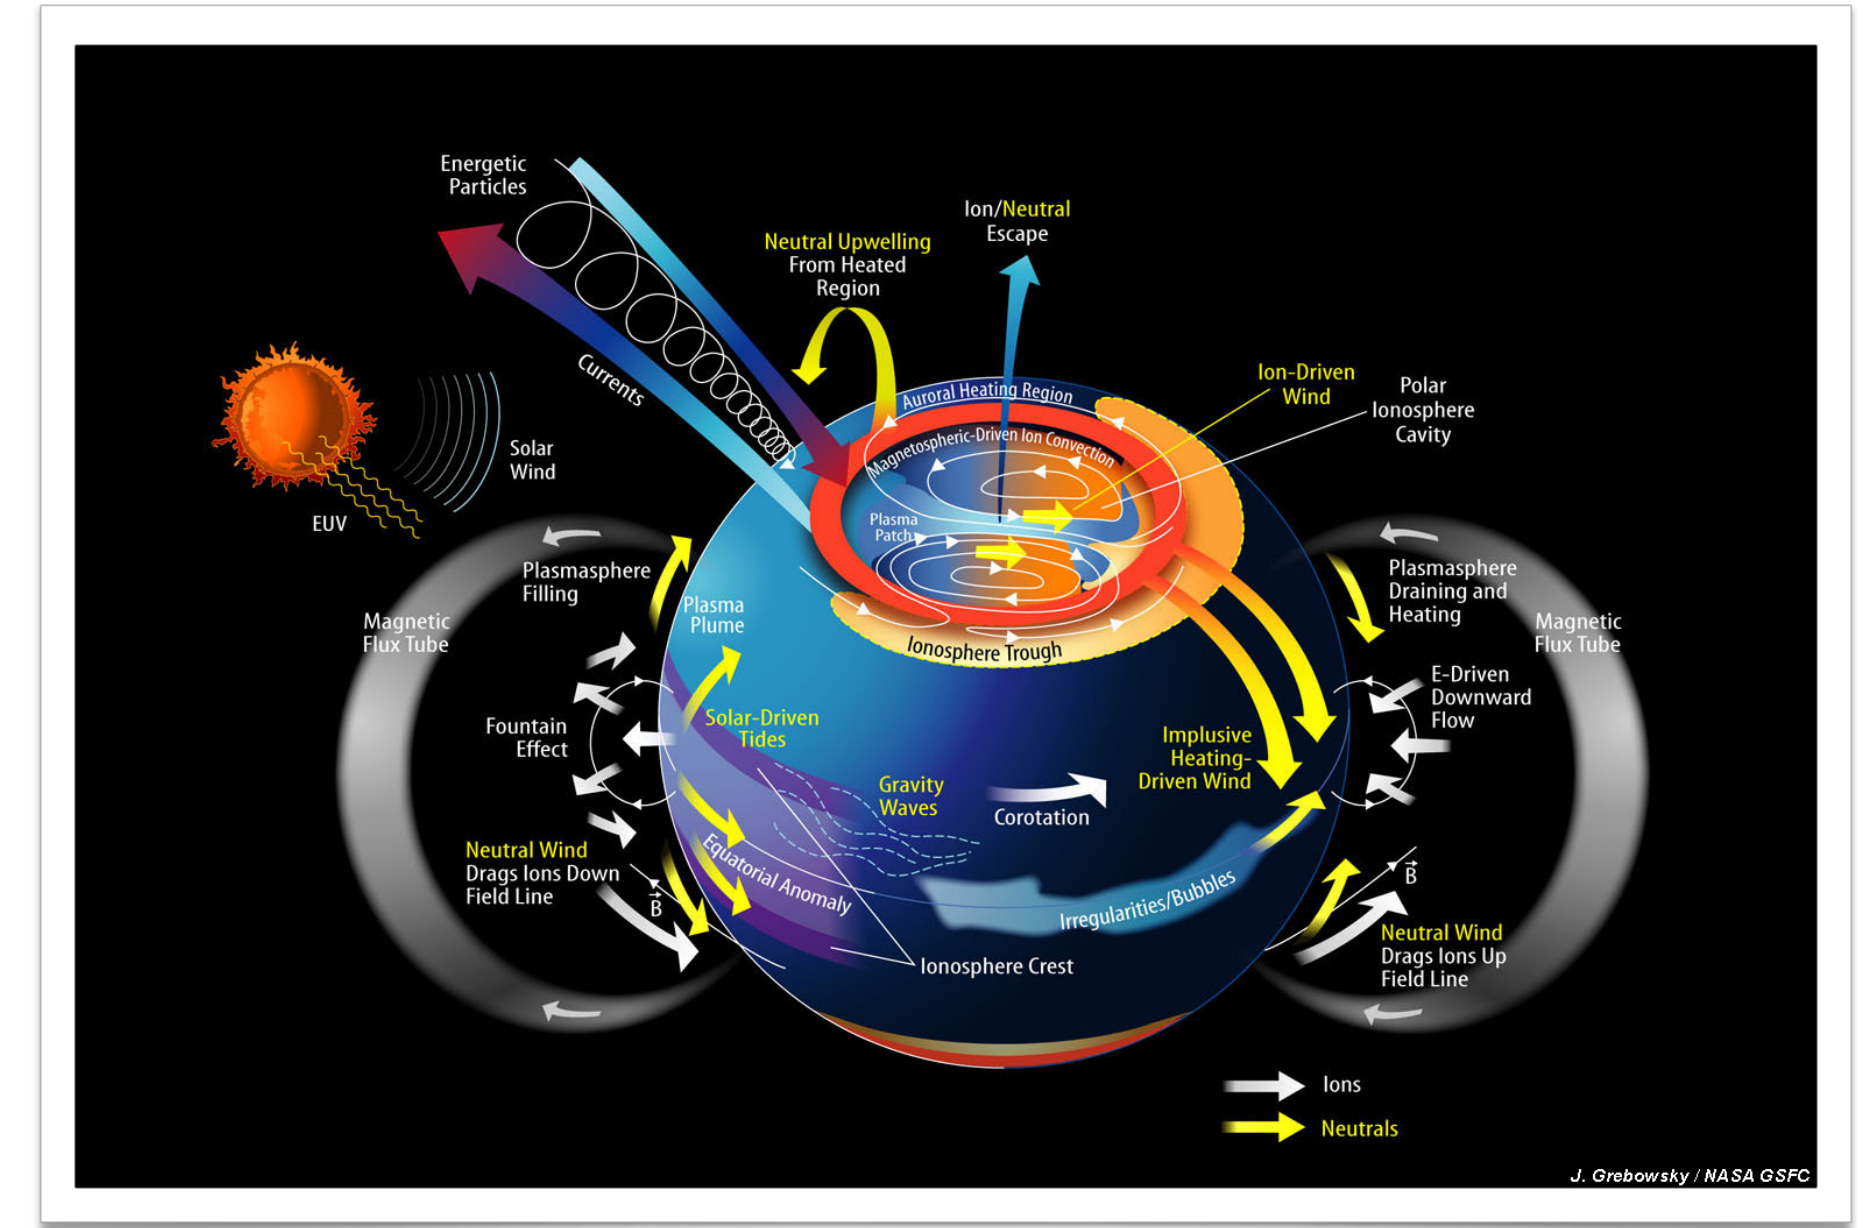 Energetic
Particles
Ion/Neutral
Escape
Neutral Upwelling
From Heated
Region
Currents
Solar
Wind
EUV
Auroral Heating Region
Magnetospheric-Driven Ion Convection
Ion-Driven
Wind
Polar
Ionosphere
Cavity
Plasma
Patch
Plasmasphere
Filling
Magnetic
Flux Tube
Plasma
Plume
Ionosphere Trough
Plasmasphere
Draining and
Heating
Magnetic
Flux Tube
E-Driven
Downward
Flow
Fountain
Effect
Solar-Driven
Tides
Implusive
Heating-
Driven Wind
Gravity
Waves
Corotation
Neutral Wind
Drags Ions Down
Field Line
B
Equatorial Anomaly
Irregularities/Bubbles
Ionosphere Crest
B
Neutral Wind
Drags Ions Up
Field Line
Ions
Neutrals
J. Grebowsky / NASA GSFC